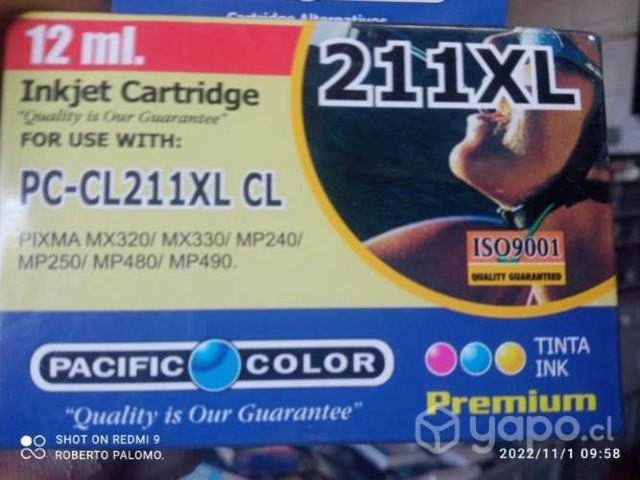 Cartridge Alternatives
12 ml.
211XL
Inkjet Cartridge
"Quality is Our Guarantee"
FOR USE WITH:
PC-CL211XL CL
PIXMA MX320/ MX330/ MP240/
MP250/ MP480/ MP490.
ISO9001
QUALITY GUARANTEED
PACIFIC COLOR
TINTA
INK
"Quality is Our Guarantee"
Premium
yapo.cl
SHOT ON REDMI 9
ROBERTO PALOMO.
2022/11/1 09:58